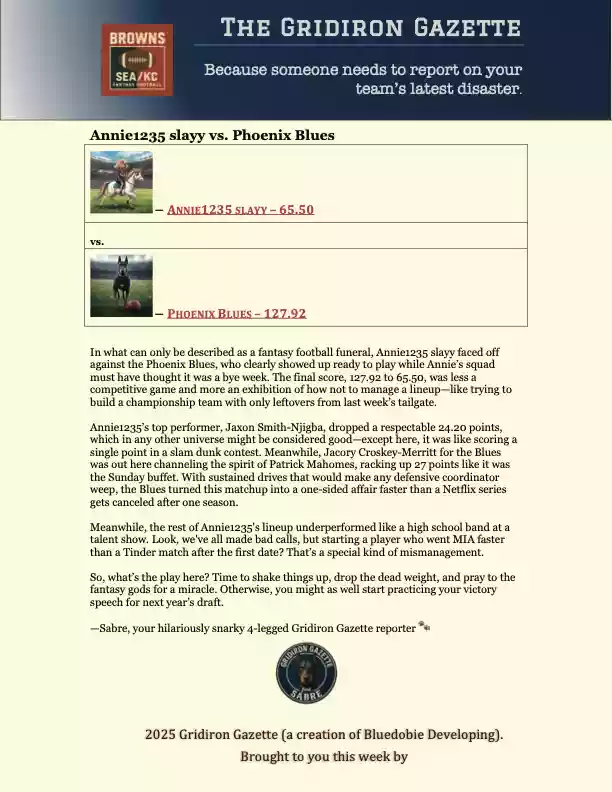 BROWNS
SEA/KC
FANTASY FOOTBALL
The Gridiron Gazette
Because someone needs to report on your
team's latest disaster.
Annie1235 slayy vs. Phoenix Blues
– Annie1235 slayy – 65.50
vs.
– Phoenix Blues – 127.92
In what can only be described as a fantasy football funeral, Annie1235 slayy faced off
against the Phoenix Blues, who clearly showed up ready to play while Annie's squad
must have thought it was a bye week. The final score, 127.92 to 65.50, was less a
competitive game and more an exhibition of how not to manage a lineup—like trying to
build a championship team with only leftovers from last week's tailgate.
Annie1235's top performer, Jaxon Smith-Njigba, dropped a respectable 24.20 points,
which in any other universe might be considered good—except here, it was like scoring a
single point in a slam dunk contest. Meanwhile, Jacory Croskey-Merritt for the Blues
was out here channeling the spirit of Patrick Mahomes, racking up 27 points like it was
the Sunday buffet. With sustained drives that would make any defensive coordinator
weep, the Blues turned this matchup into a one-sided affair faster than a Netflix series
gets canceled after one season.
Meanwhile, the rest of Annie1235's lineup underperformed like a high school band at a
talent show. Look, we've all made bad calls, but starting a player who went MIA faster
than a Tinder match after the first date? That's a special kind of mismanagement.
So, what's the play here? Time to shake things up, drop the dead weight, and pray to the
fantasy gods for a miracle. Otherwise, you might as well start practicing your victory
speech for next year's draft.
—Sabre, your hilariously snarky 4-legged Gridiron Gazette reporter 🐾
GRIDIRON GAZETTE
SABRE
2025 Gridiron Gazette (a creation of Bluedobie Developing).
Brought to you this week by